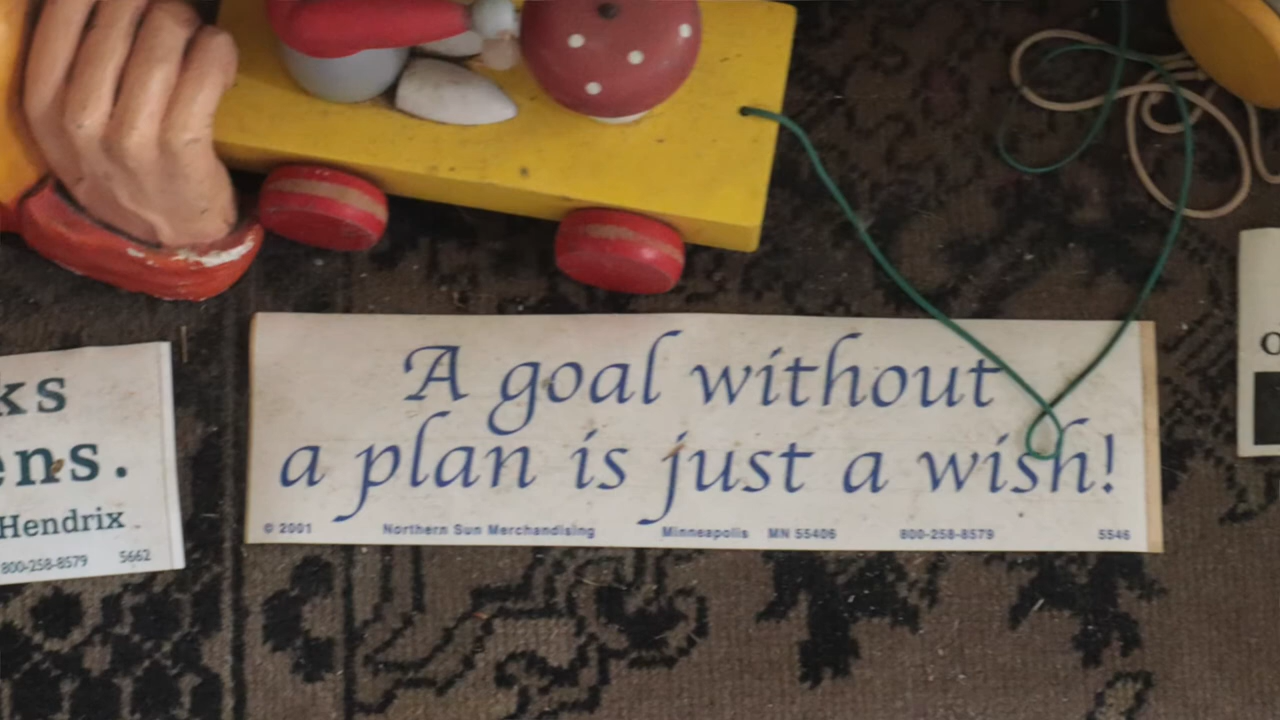 A goal without
a plan is just a wish!
© 2001 Northern Sun Merchandising Minneapolis MN 55406 800-258-8579 5546
ks
ens.
Hendrix
800-258-8579 5662